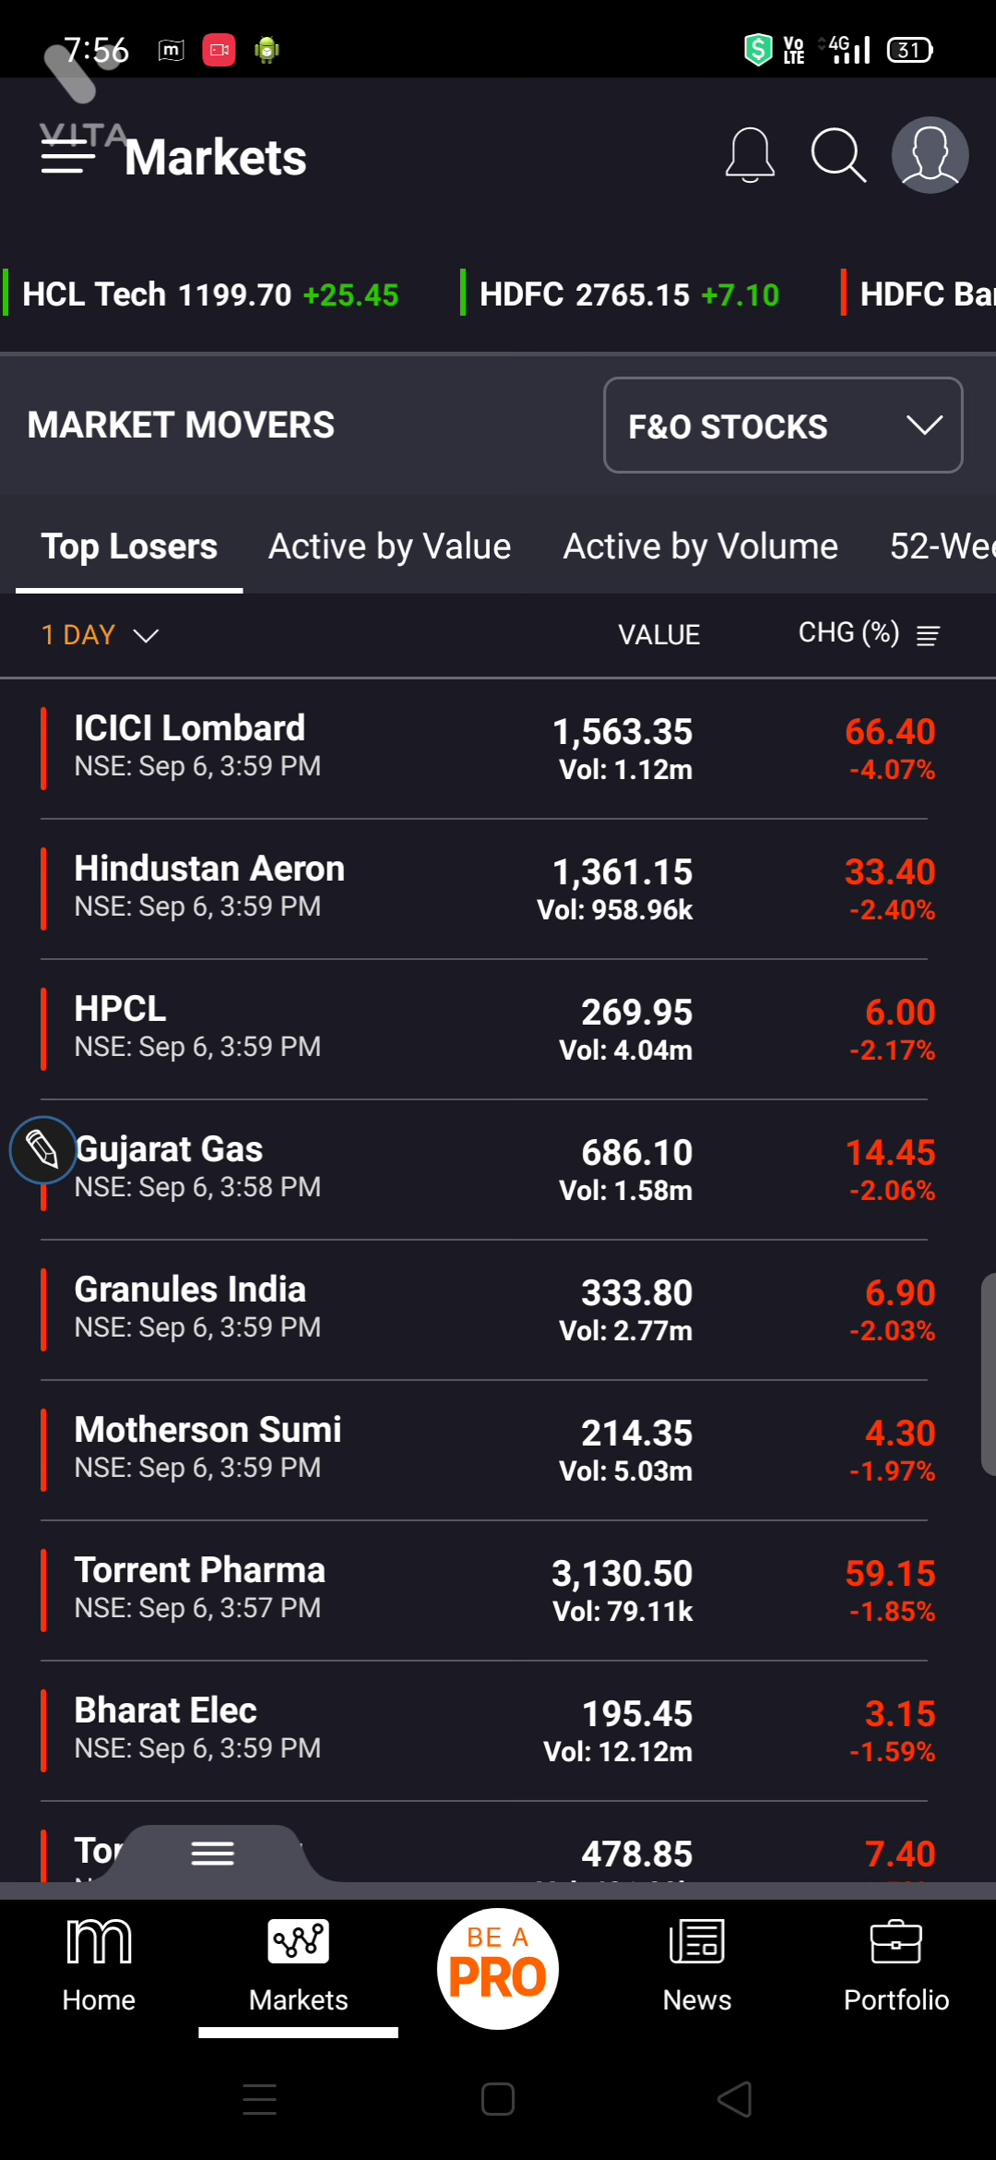 7:56
m
Vo
LTE
4G
31
VITA
Markets
HCL Tech 1199.70 +25.45
HDFC 2765.15 +7.10
HDFC
MARKET MOVERS
F&O STOCKS
Top Losers
Active by Value
Active by Volume
1 DAY
VALUE
CHG (%)
ICICI Lombard 1,563.35 66.40
NSE: Sep 6, 3:59 PM Vol: 1.12m -4.07%
Hindustan Aeron 1,361.15 33.40
NSE: Sep 6, 3:59 PM Vol: 958.96k -2.40%
HPCL 269.95 6.00
NSE: Sep 6, 3:59 PM Vol: 4.04m -2.17%
Gujarat Gas 686.10 14.45
NSE: Sep 6, 3:58 PM Vol: 1.58m -2.06%
Granules India 333.80 6.90
NSE: Sep 6, 3:59 PM Vol: 2.77m -2.03%
Motherson Sumi 214.35 4.30
NSE: Sep 6, 3:59 PM Vol: 5.03m -1.97%
Torrent Pharma 3,130.50 59.15
NSE: Sep 6, 3:57 PM Vol: 79.11k -1.85%
Bharat Elec 195.45 3.15
NSE: Sep 6, 3:59 PM Vol: 12.12m -1.59%
478.85 7.40
BE A
PRO
Home
Markets
News
Portfolio